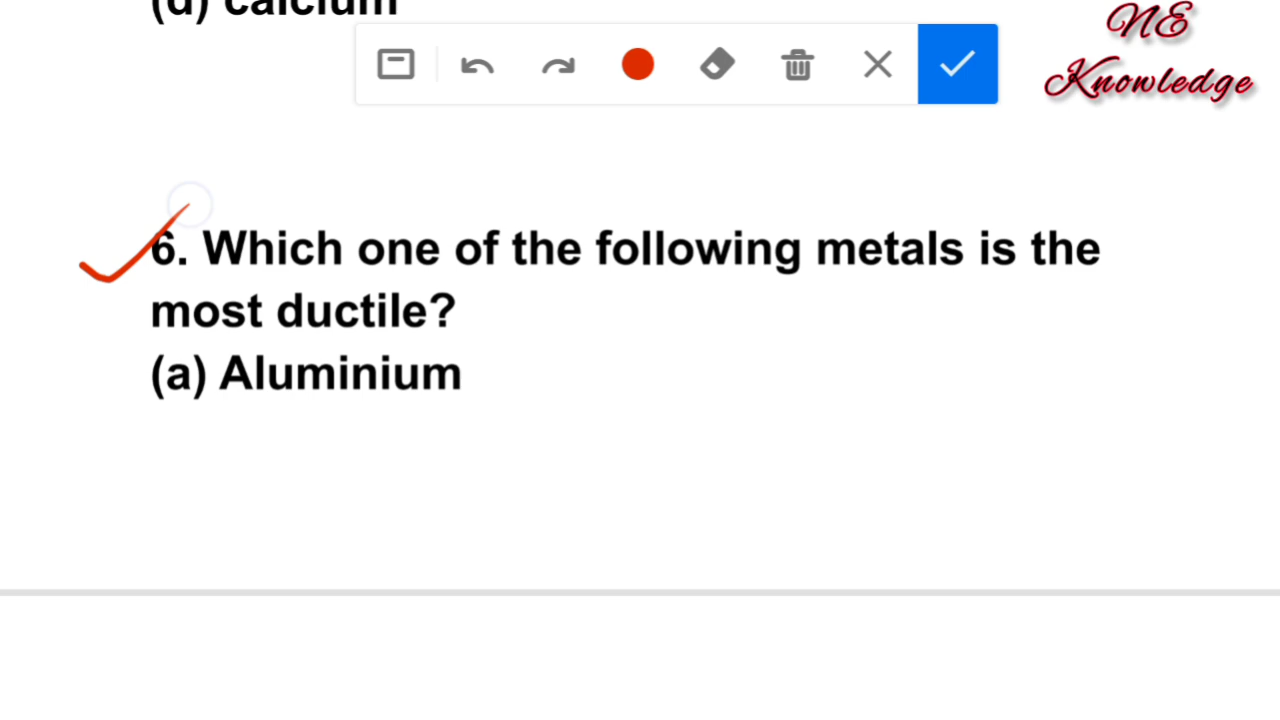 (d) calcium
NE
Knowledge
6. Which one of the following metals is the
most ductile?
(a) Aluminium